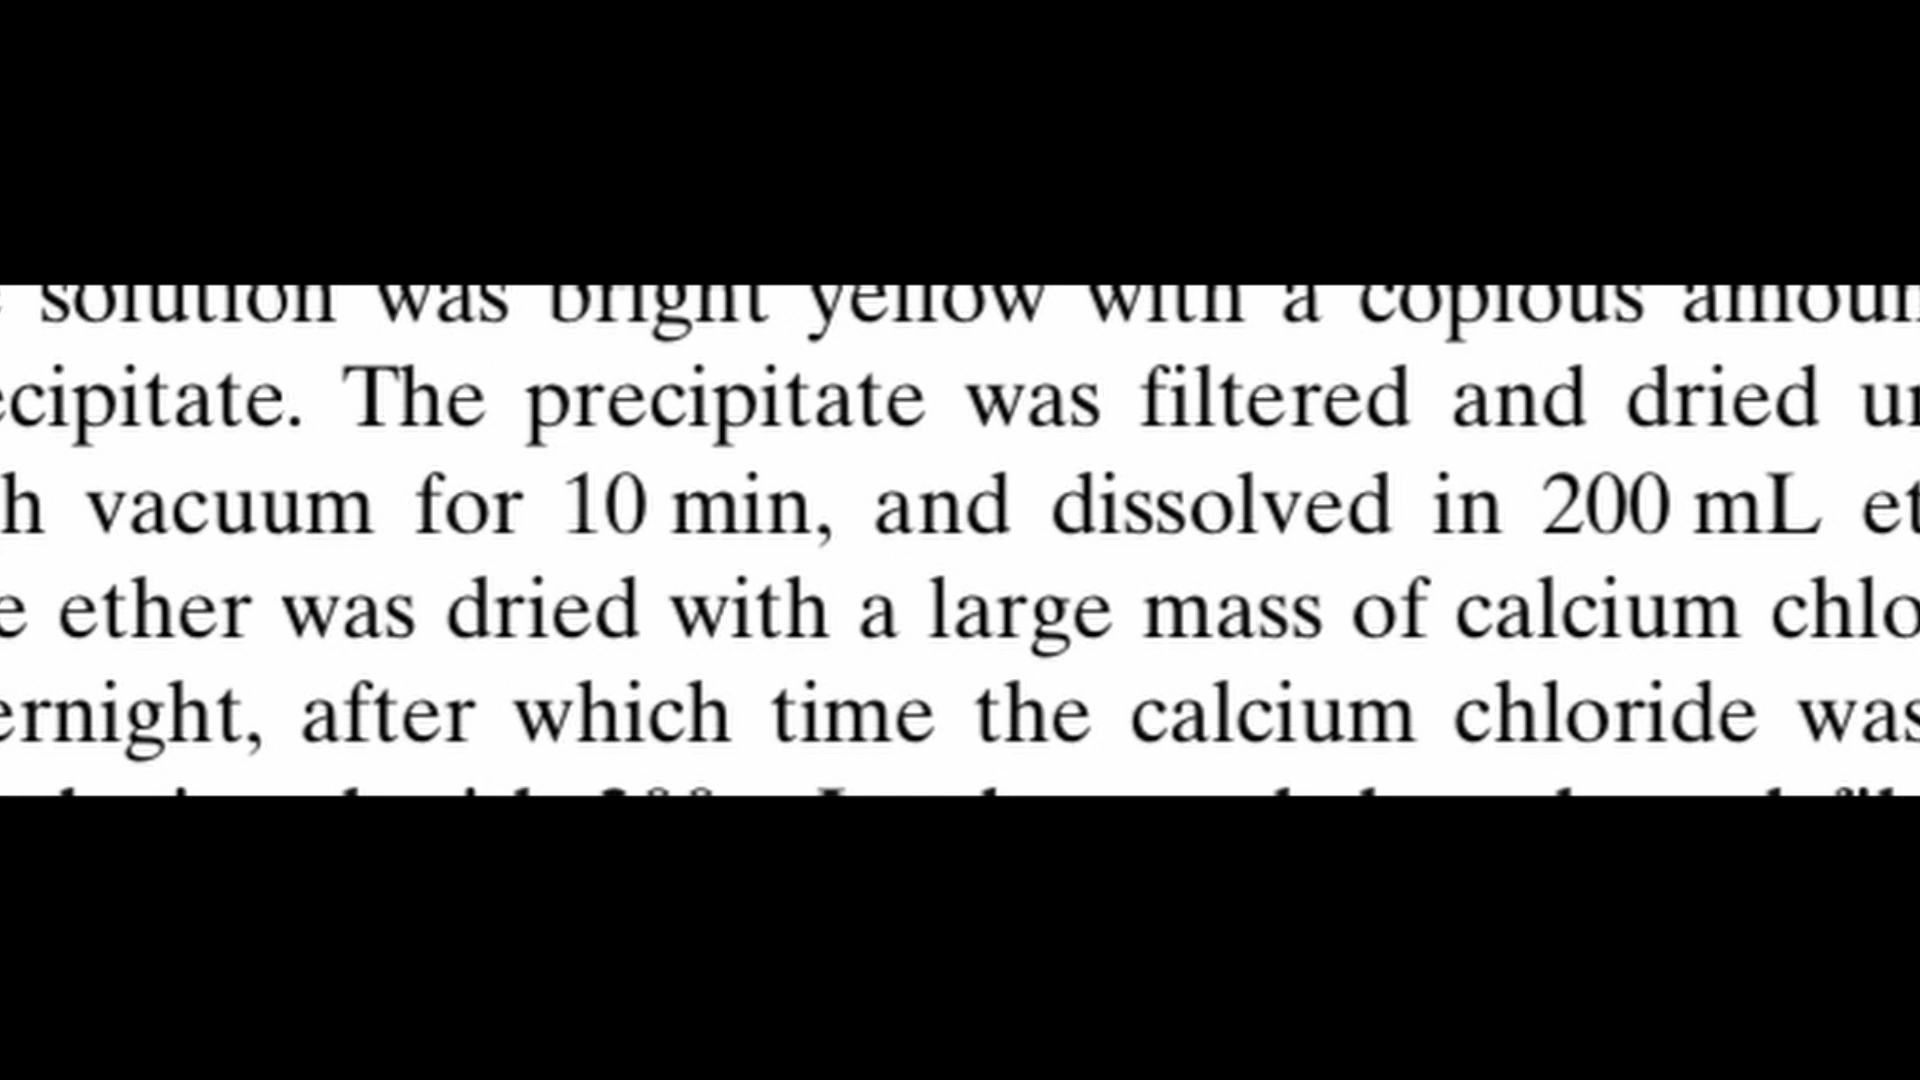 solution was bright yellow with a copious amoun
ecipitate. The precipitate was filtered and dried un
h vacuum for 10 min, and dissolved in 200 mL et
e ether was dried with a large mass of calcium chlo
ernight, after which time the calcium chloride was